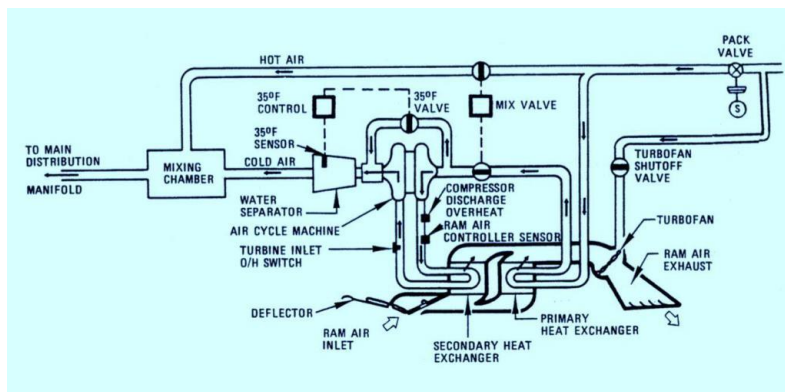 PACK
VALVE
HOT AIR
35ºF
CONTROL
35ºF
VALVE
MIX VALVE
S
35ºF
SENSOR
TO MAIN
DISTRIBUTION
MANIFOLD
MIXING
CHAMBER
COLD AIR
TURBOFAN
SHUTOFF
VALVE
WATER
SEPARATOR
COMPRESSOR
DISCHARGE
OVERHEAT
AIR CYCLE MACHINE
RAM AIR
CONTROLLER SENSOR
TURBOFAN
TURBINE INLET
O/H SWITCH
RAM AIR
EXHAUST
DEFLECTOR
RAM AIR
INLET
PRIMARY
HEAT EXCHANGER
SECONDARY HEAT
EXCHANGER